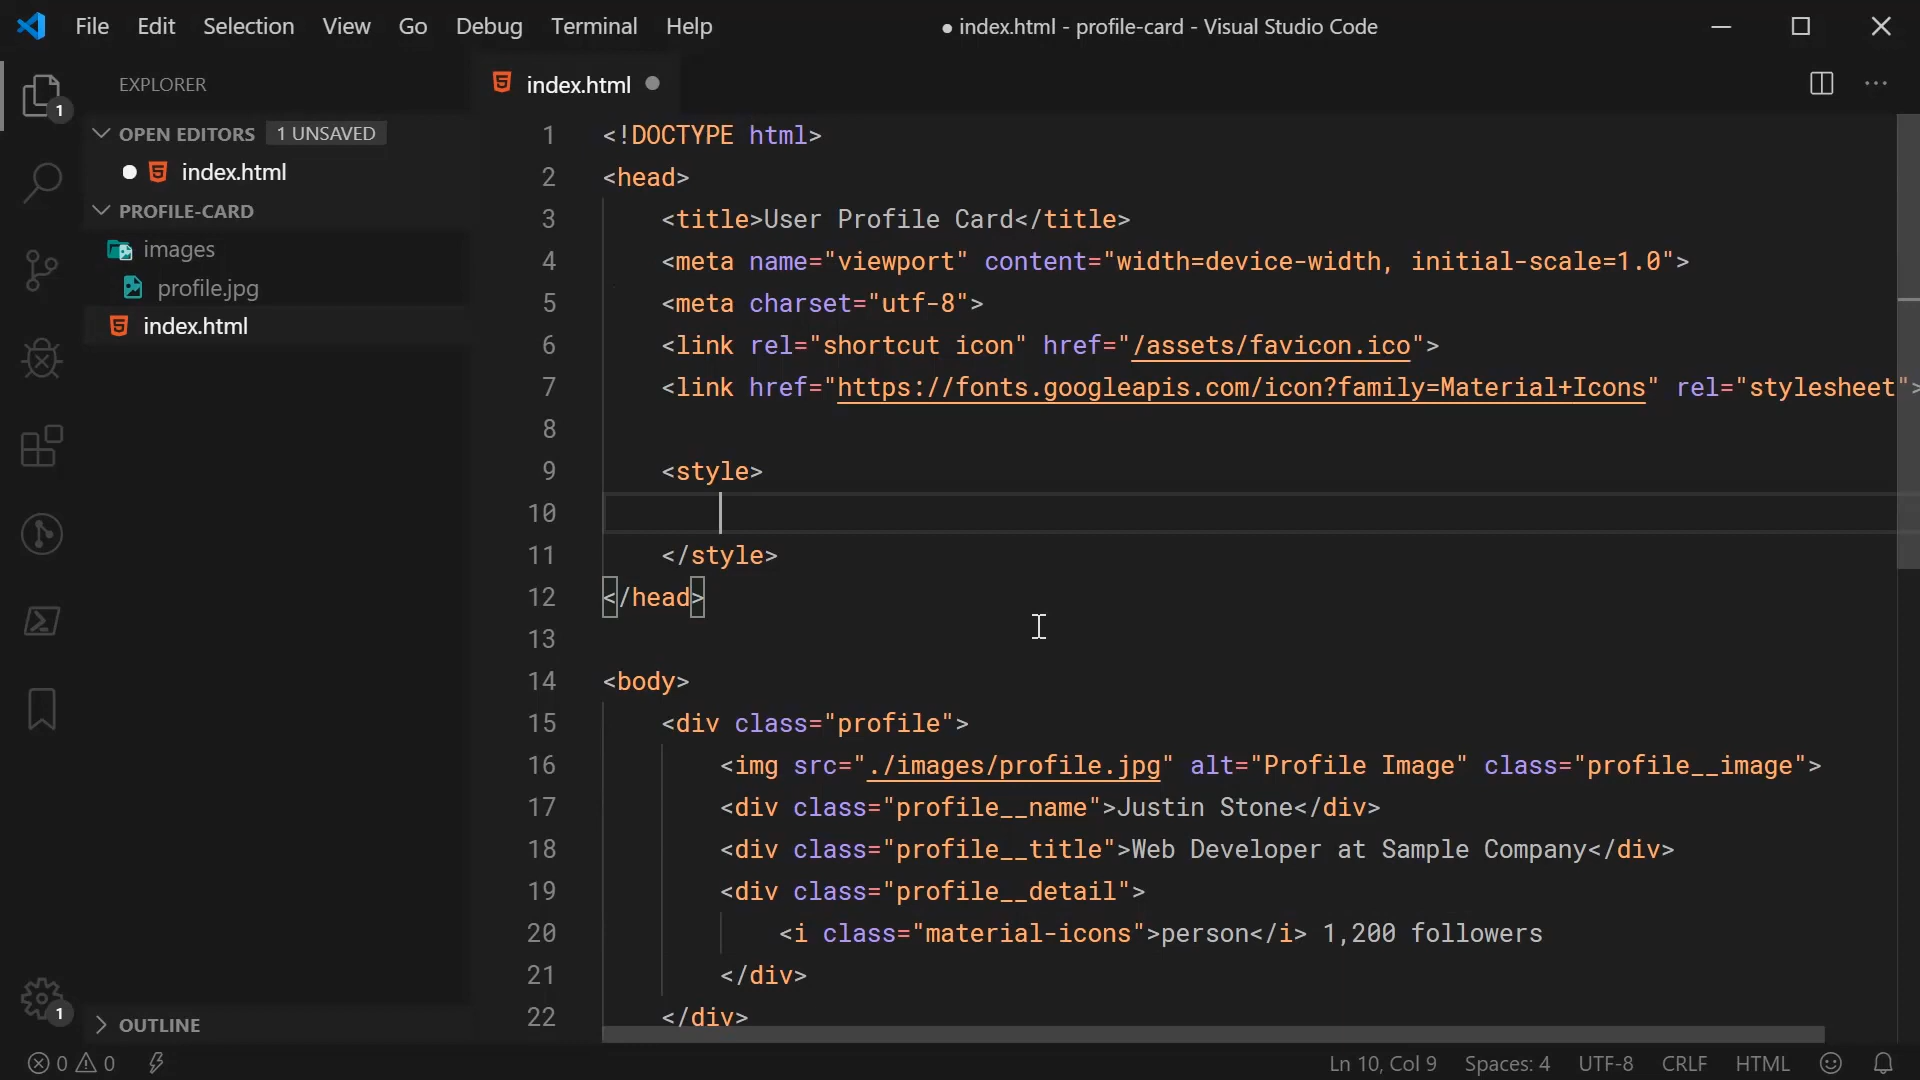 File Edit Selection View Go Debug Terminal Help
● index.html - profile-card - Visual Studio Code
EXPLORER
1
OPEN EDITORS 1 UNSAVED
index.html
PROFILE-CARD
images
profile.jpg
index.html
OUTLINE
1
index.html
1 <!DOCTYPE html>
2 <head>
3 <title>User Profile Card</title>
4 <meta name="viewport" content="width=device-width, initial-scale=1.0">
5 <meta charset="utf-8">
6 <link rel="shortcut icon" href="/assets/favicon.ico">
7 <link href="https://fonts.googleapis.com/icon?family=Material+Icons" rel="stylesheet">
8
9 <style>
10
11 </style>
12 </head>
13
14 <body>
15 <div class="profile">
16 <img src="./images/profile.jpg" alt="Profile Image" class="profile__image">
17 <div class="profile__name">Justin Stone</div>
18 <div class="profile__title">Web Developer at Sample Company</div>
19 <div class="profile__detail">
20 <i class="material-icons">person</i> 1,200 followers
21 </div>
22 </div>
0 0 Ln 10, Col 9 Spaces: 4 UTF-8 CRLF HTML